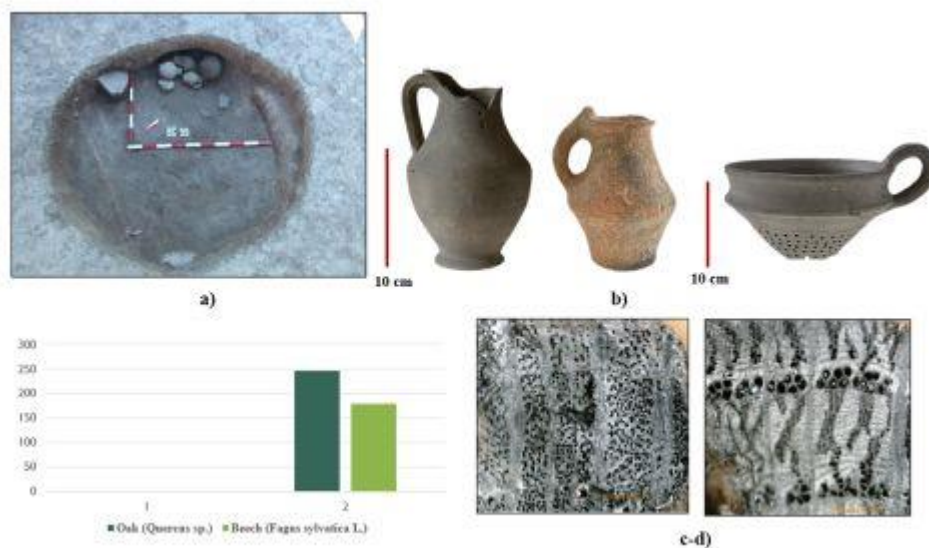 10 cm
10 cm
a)
b)
300
250
200
150
100
50
0
1
2
Oak (Quercus sp.)
Beech (Fagus sylvatica L.)
c-d)